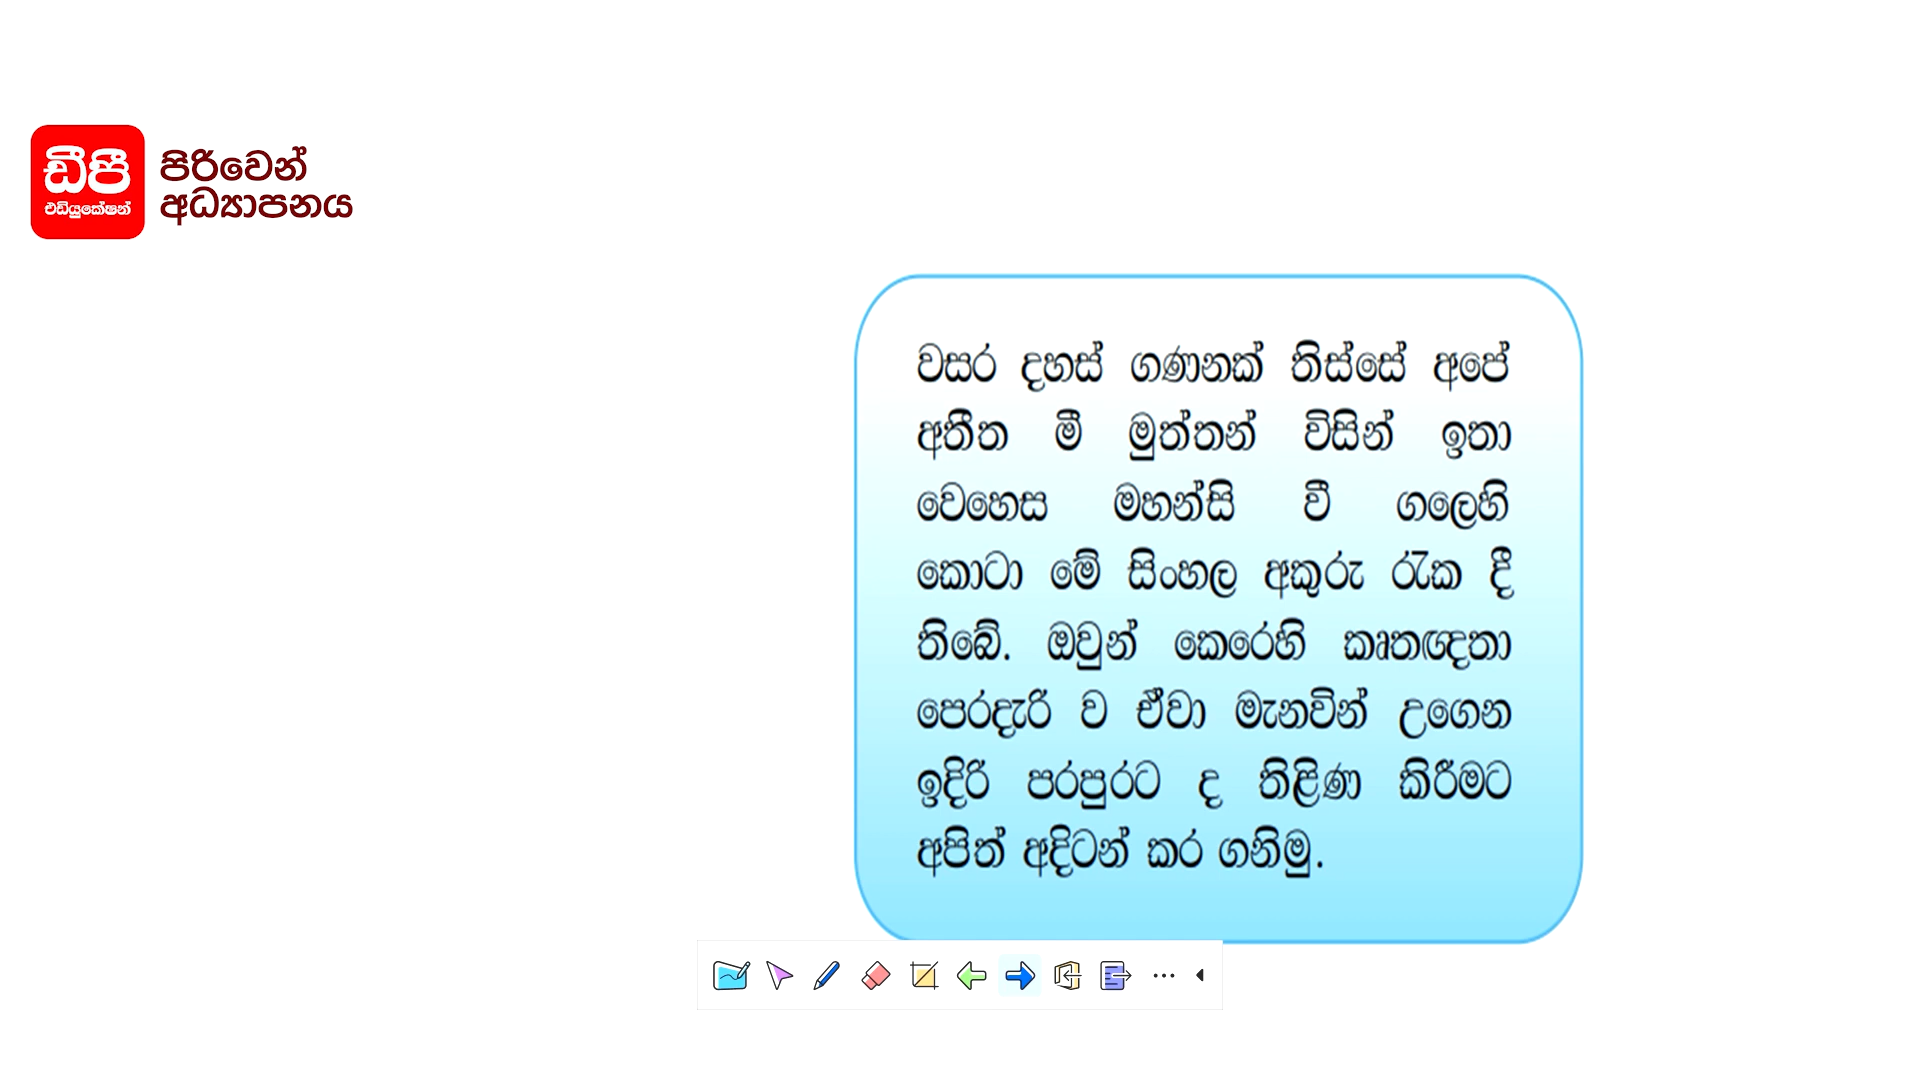 ඩීපී
එඩියුකේෂන්
පිරිවෙන්
අධ්‍යාපනය
වසර දහස් ගණනක් තිස්සේ අපේ
අතීත මී මුත්තන් විසින් ඉතා
වෙහෙස මහන්සි වී ගලෙහි
කොටා මේ සිංහල අකුරු රැක දී
තිබේ. ඔවුන් කෙරෙහි කෘතඥතා
පෙරදැරි ව ඒවා මැනවින් උගෙන
ඉදිරි පරපුරට ද තිළිණ කිරීමට
අපිත් අදිටන් කර ගනිමු.